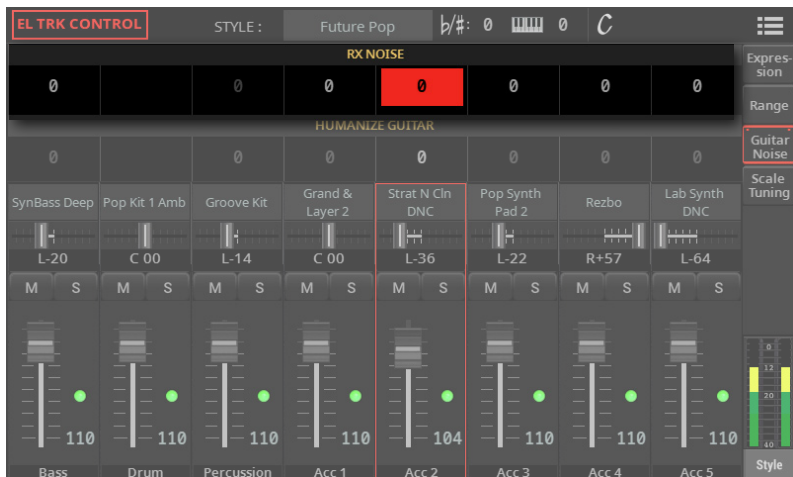 EL TRK CONTROL STYLE : Future Pop b/#: 0 0 C
RX NOISE
Expres-
sion
0 0 0 0 0 0 0
Range
HUMANIZE GUITAR
Guitar
Noise
0 0 0 0 0 0 0
Scale
Tuning
SynBass Deep Pop Kit 1 Amb Groove Kit Grand &
Layer 2 Strat N Cln
DNC Pop Synth
Pad 2 Rezbo Lab Synth
DNC
L-20 C 00 L-14 C 00 L-36 L-22 R+57 L-64
M S M S M S M S M S M S M S M S
0
12
20
40
110 110 110 110 104 110 110 110
Bass Drum Percussion Acc 1 Acc 2 Acc 3 Acc 4 Acc 5
Style